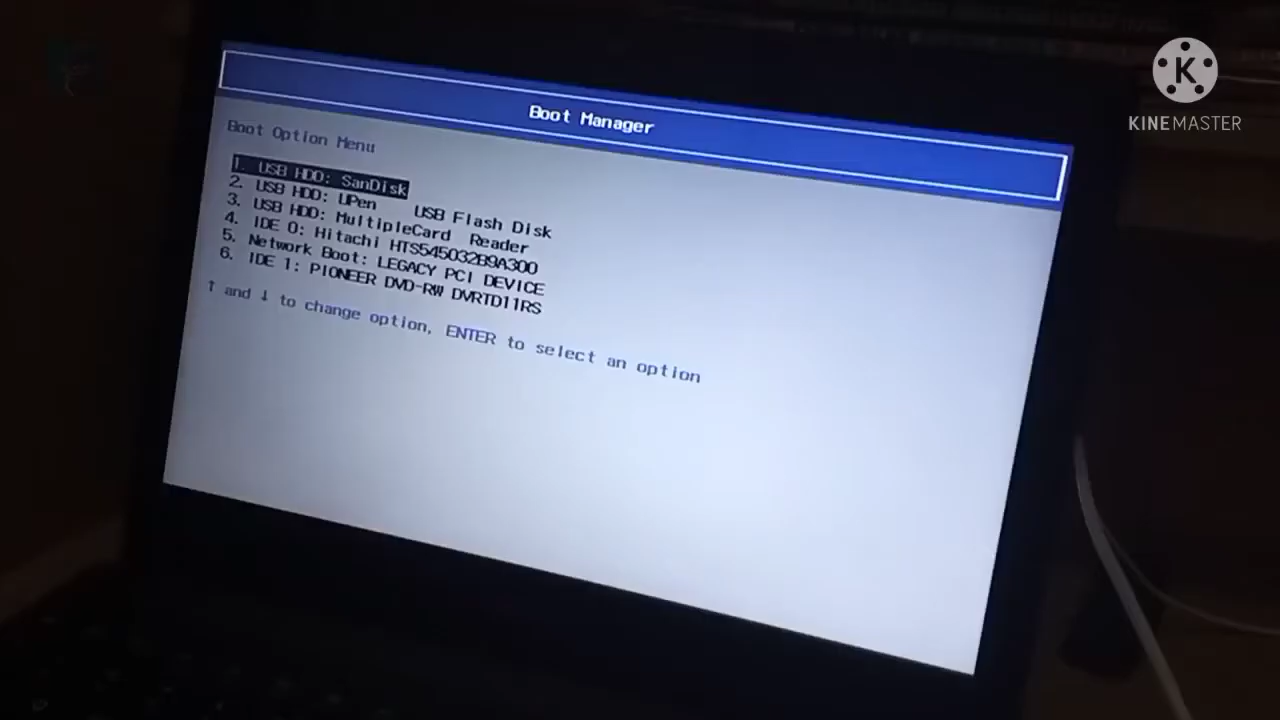 K
KINEMASTER
Boot Manager
Boot Option Menu
1. USB HDD: SanDisk
2. USB HDD: UPen USB Flash Disk
3. USB HDD: MultipleCard Reader
4. IDE 0: Hitachi HTS545032B9A300
5. Network Boot: LEGACY PCI DEVICE
6. IDE 1: PIONEER DVD-RW DVRTD11RS
↑ and ↓ to change option, ENTER to select an option